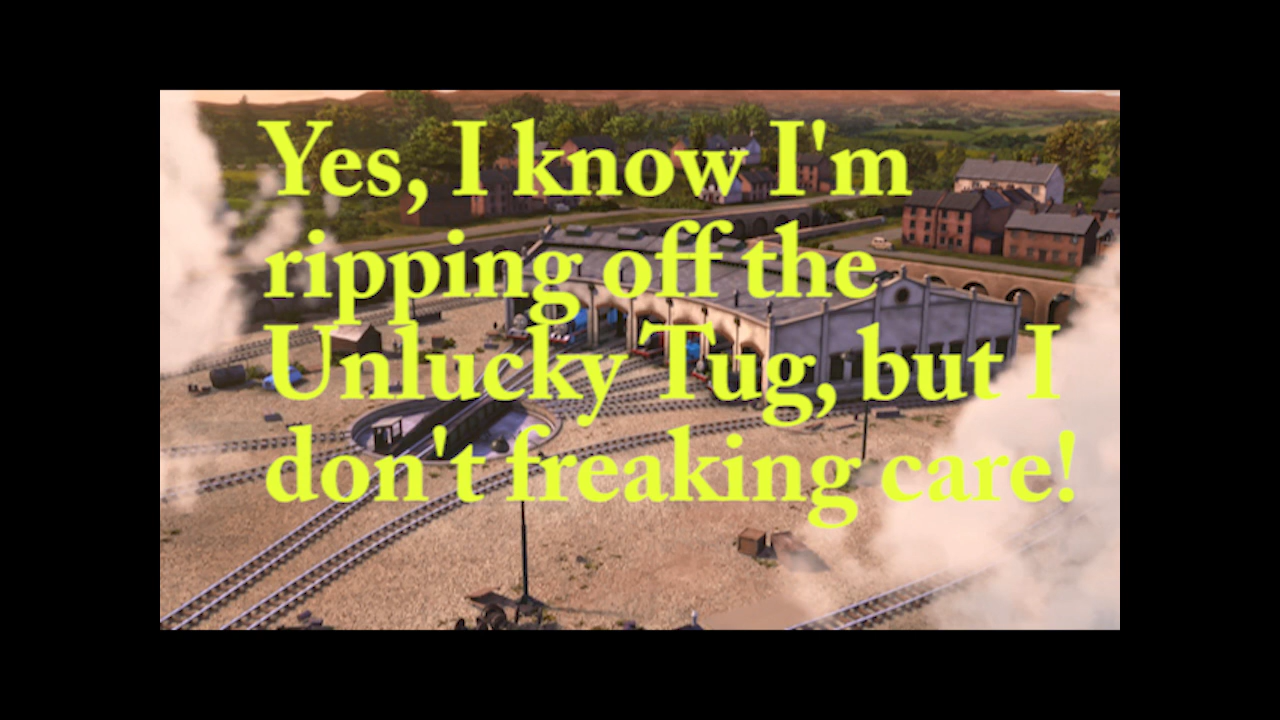 Yes, I know I'm
ripping off the
Unlucky Tug, but I
don't freaking care!